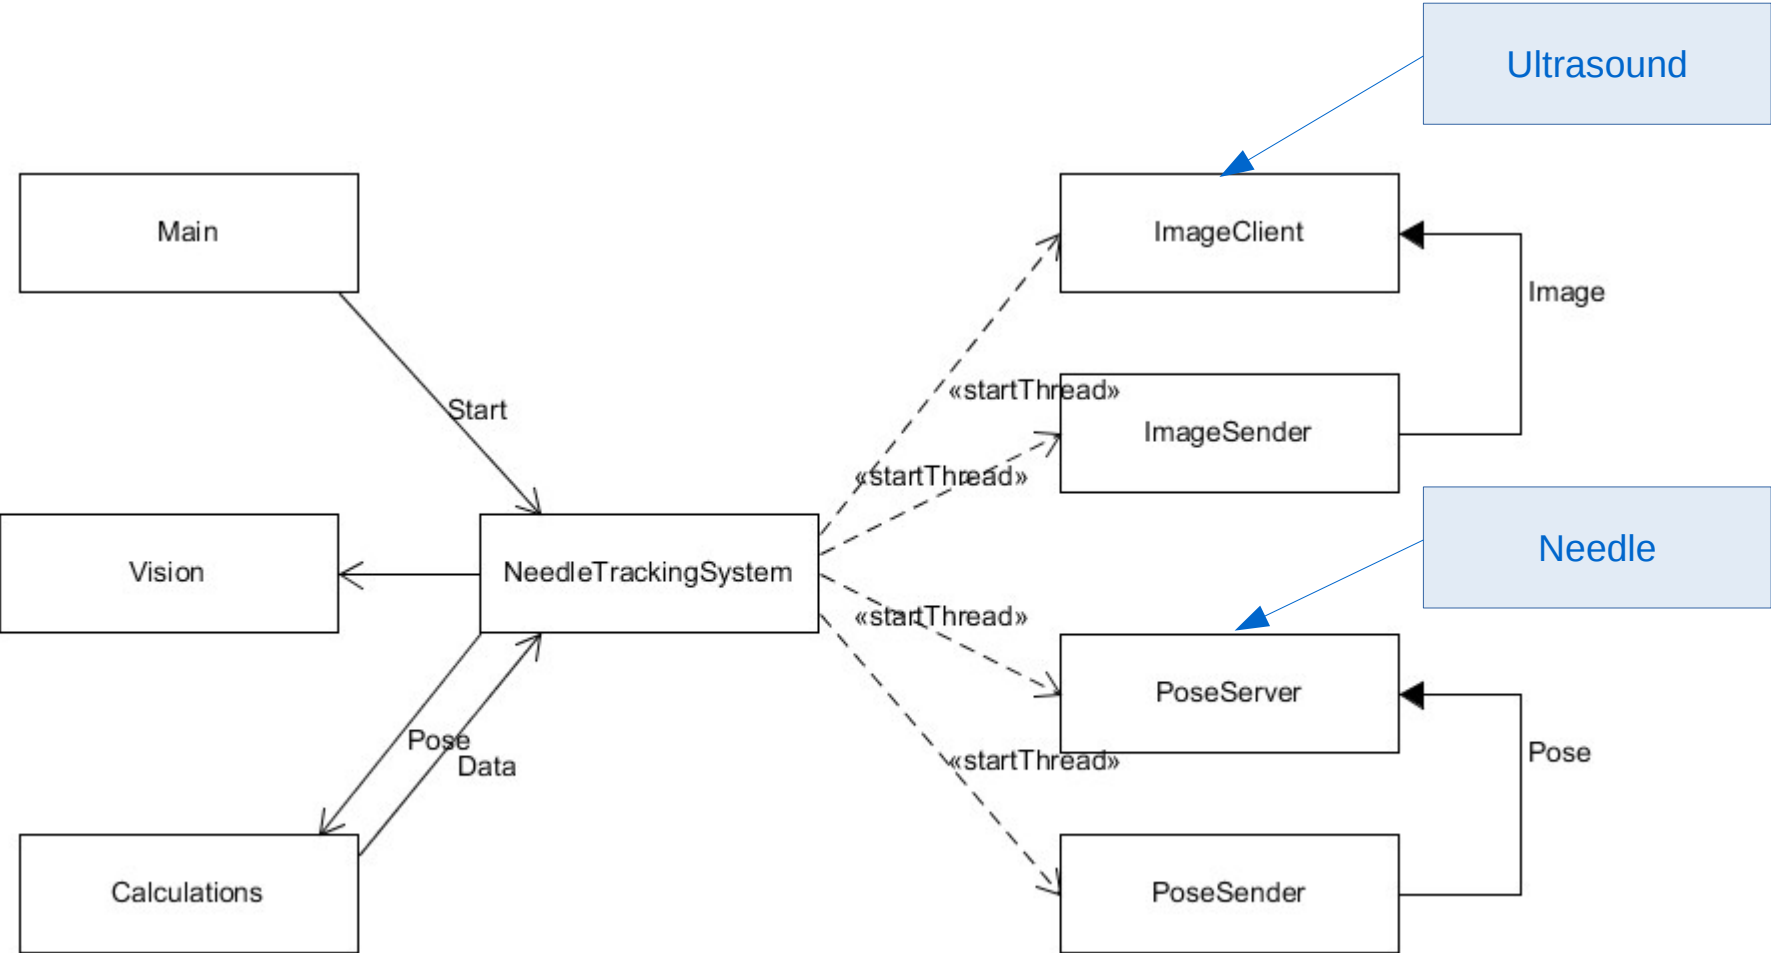 Ultrasound
Main
ImageClient
Image
«startThread»
Start
ImageSender
«startThread»
Needle
Vision
NeedleTrackingSystem
«startThread»
PoseServer
Pose
Data
«startThread»
Pose
Calculations
PoseSender